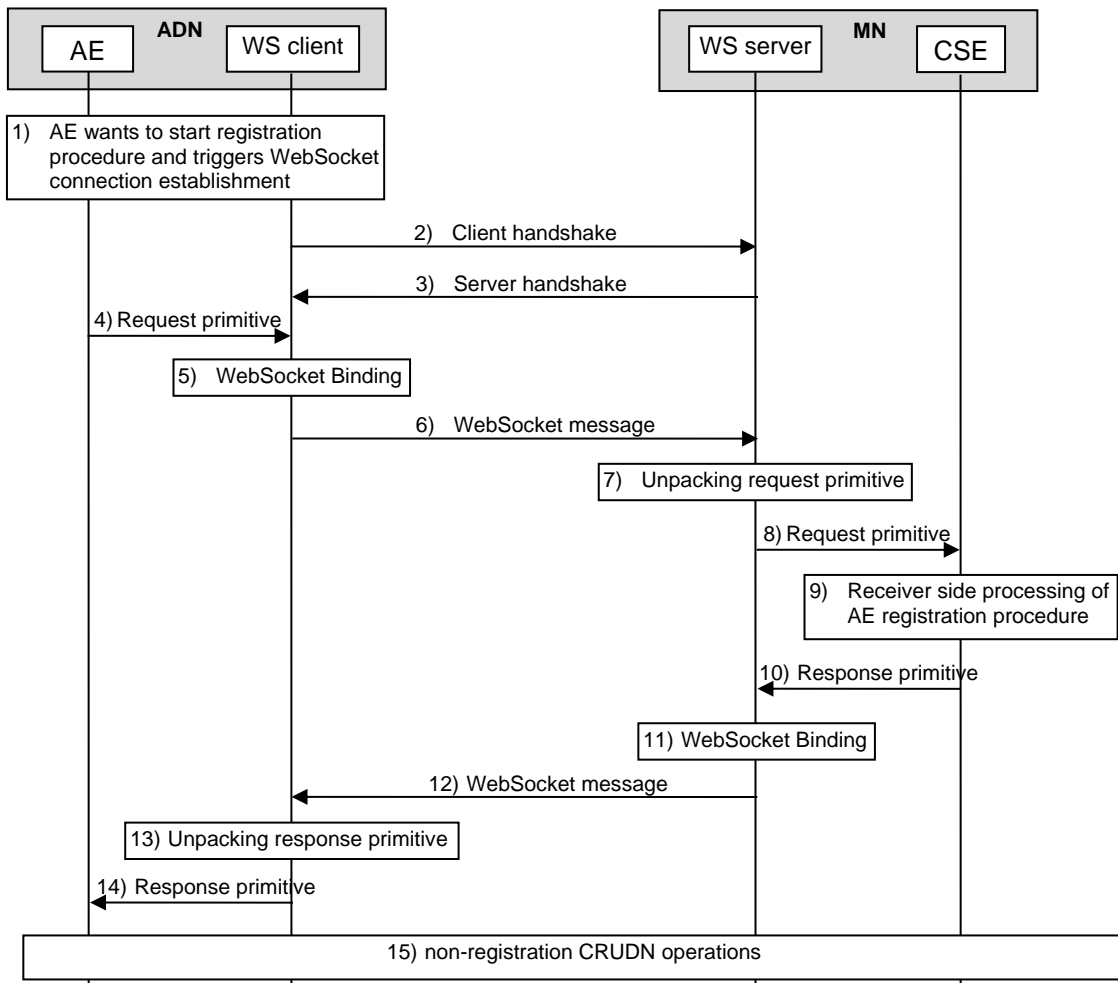 ADN
MN
AE
WS client
WS server
CSE
1) AE wants to start registration
procedure and triggers WebSocket
connection establishment
2) Client handshake
3) Server handshake
4) Request primitive
5) WebSocket Binding
6) WebSocket message
7) Unpacking request primitive
8) Request primitive
9) Receiver side processing of
AE registration procedure
10) Response primitive
11) WebSocket Binding
12) WebSocket message
13) Unpacking response primitive
14) Response primitive
15) non-registration CRUDN operations